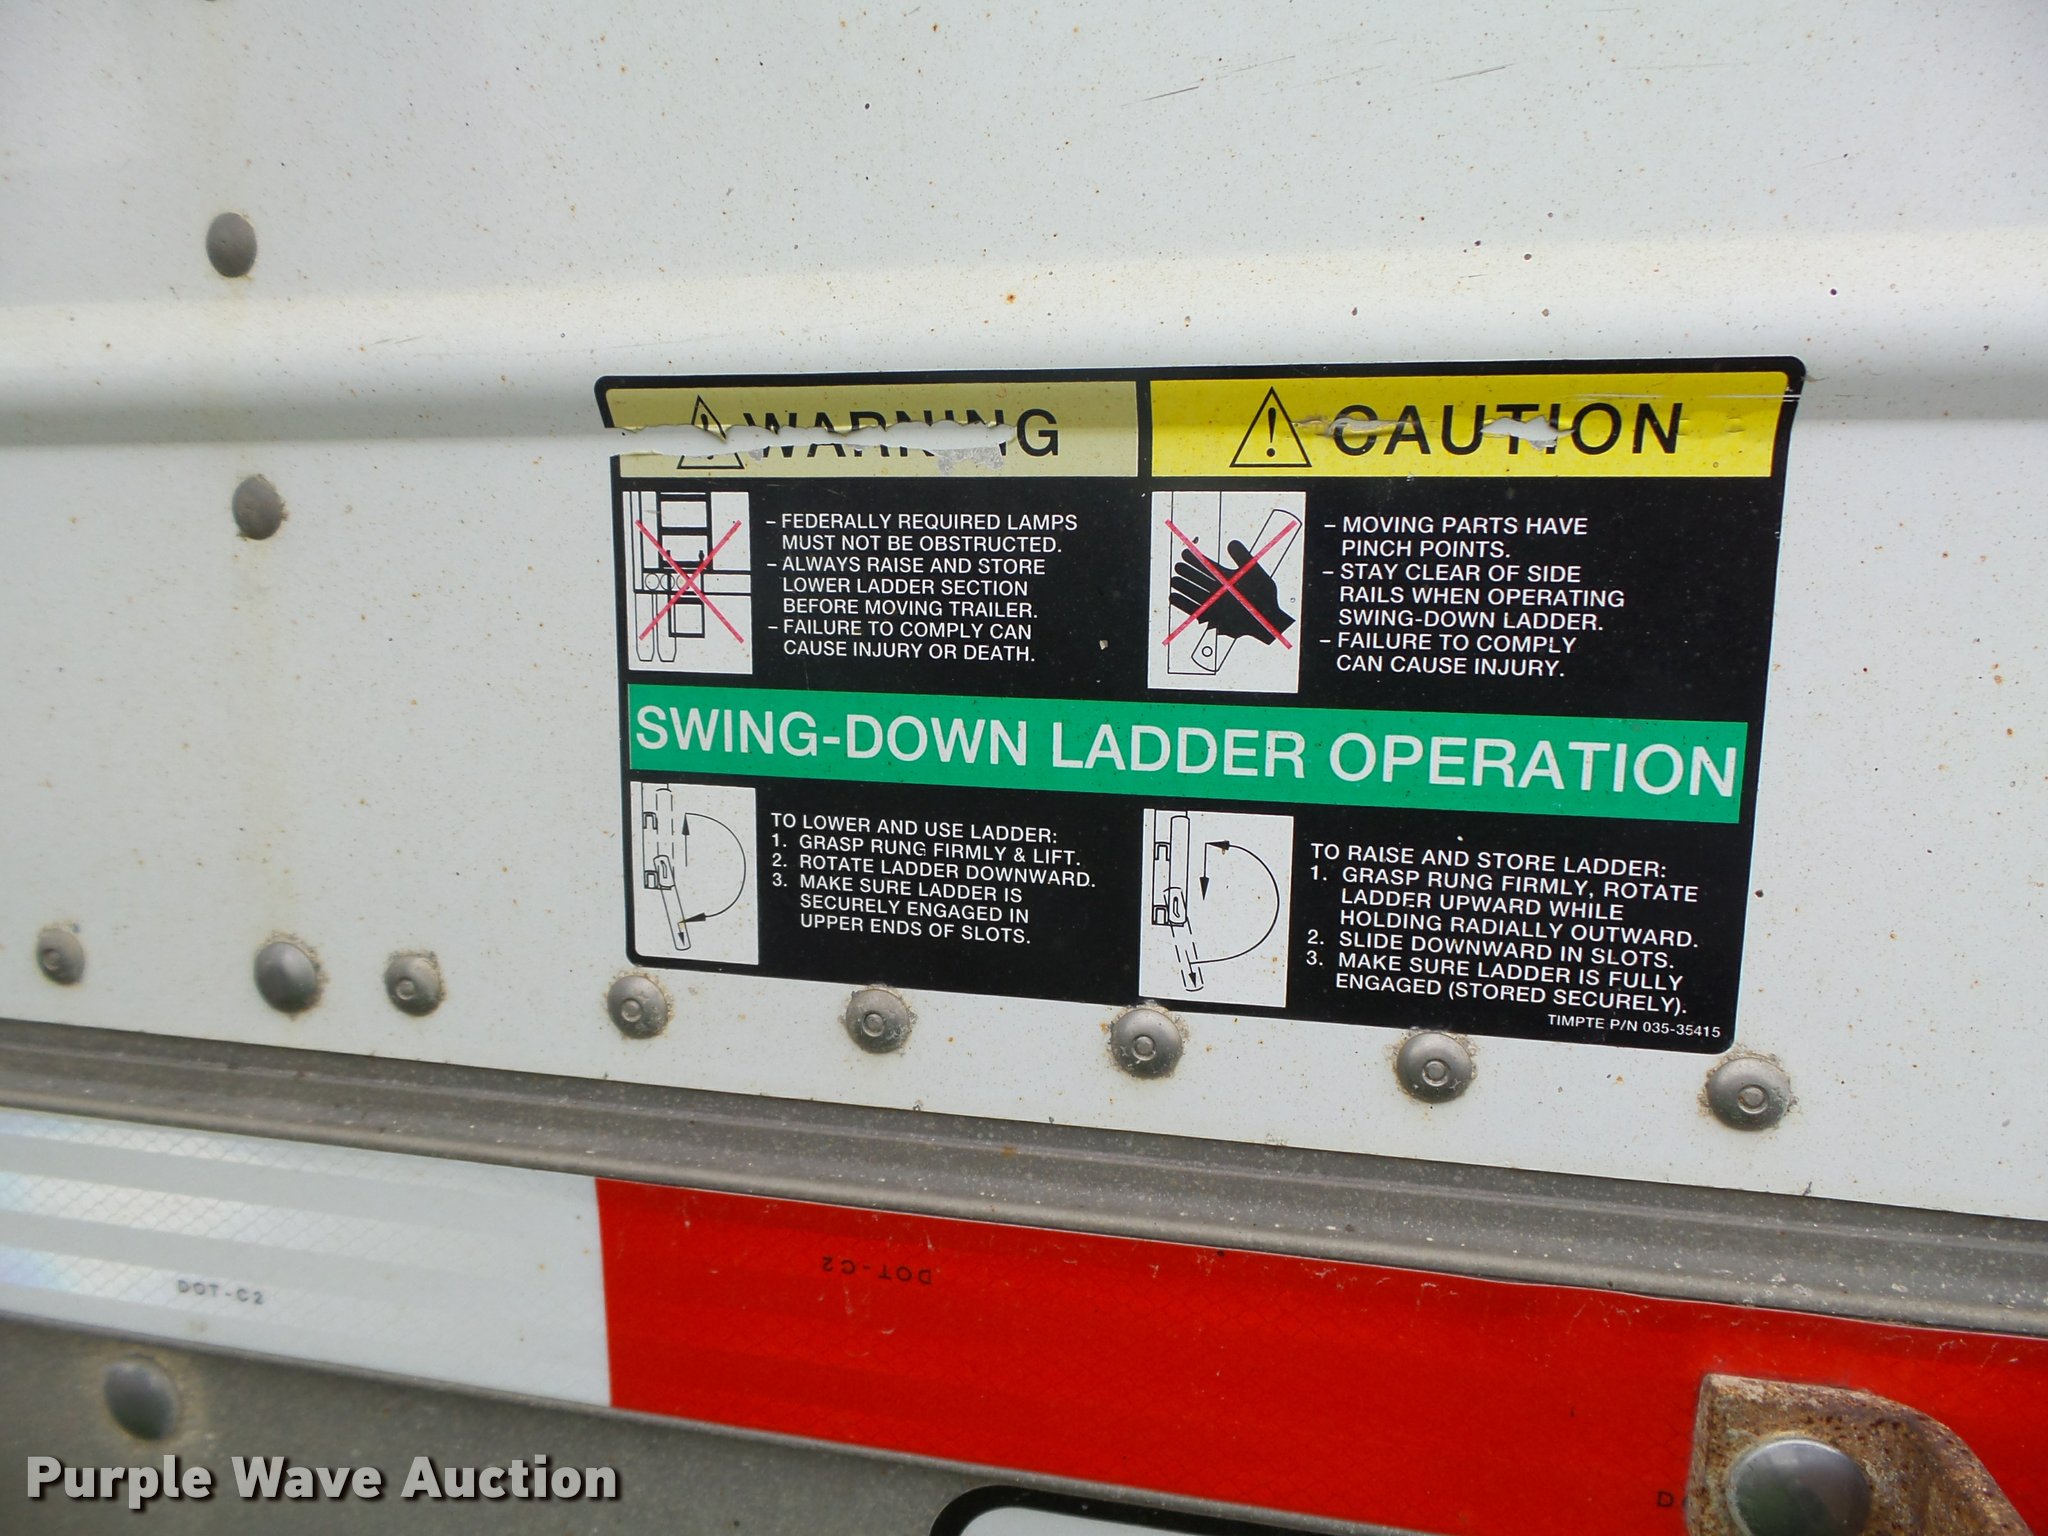 WARNING
- FEDERALLY REQUIRED LAMPS
MUST NOT BE OBSTRUCTED.
- ALWAYS RAISE AND STORE
LOWER LADDER SECTION
BEFORE MOVING TRAILER.
- FAILURE TO COMPLY CAN
CAUSE INJURY OR DEATH.
CAUTION
- MOVING PARTS HAVE
PINCH POINTS.
- STAY CLEAR OF SIDE
RAILS WHEN OPERATING
SWING-DOWN LADDER.
- FAILURE TO COMPLY
CAN CAUSE INJURY.
SWING-DOWN LADDER OPERATION
TO LOWER AND USE LADDER:
1. GRASP RUNG FIRMLY & LIFT.
2. ROTATE LADDER DOWNWARD.
3. MAKE SURE LADDER IS
SECURELY ENGAGED IN
UPPER ENDS OF SLOTS.
TO RAISE AND STORE LADDER:
1. GRASP RUNG FIRMLY, ROTATE
LADDER UPWARD WHILE
HOLDING RADIALLY OUTWARD.
2. SLIDE DOWNWARD IN SLOTS.
3. MAKE SURE LADDER IS FULLY
ENGAGED (STORED SECURELY).
TIMPTE P/N 035-35415
DOT-C2
DOT-C2
Purple Wave Auction